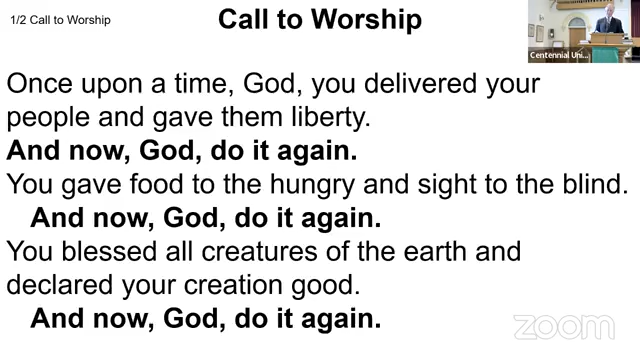 1/2 Call to Worship
Call to Worship
Centennial Uni...
Once upon a time, God, you delivered your
people and gave them liberty.
And now, God, do it again.
You gave food to the hungry and sight to the blind.
And now, God, do it again.
You blessed all creatures of the earth and
declared your creation good.
And now, God, do it again.
zoom